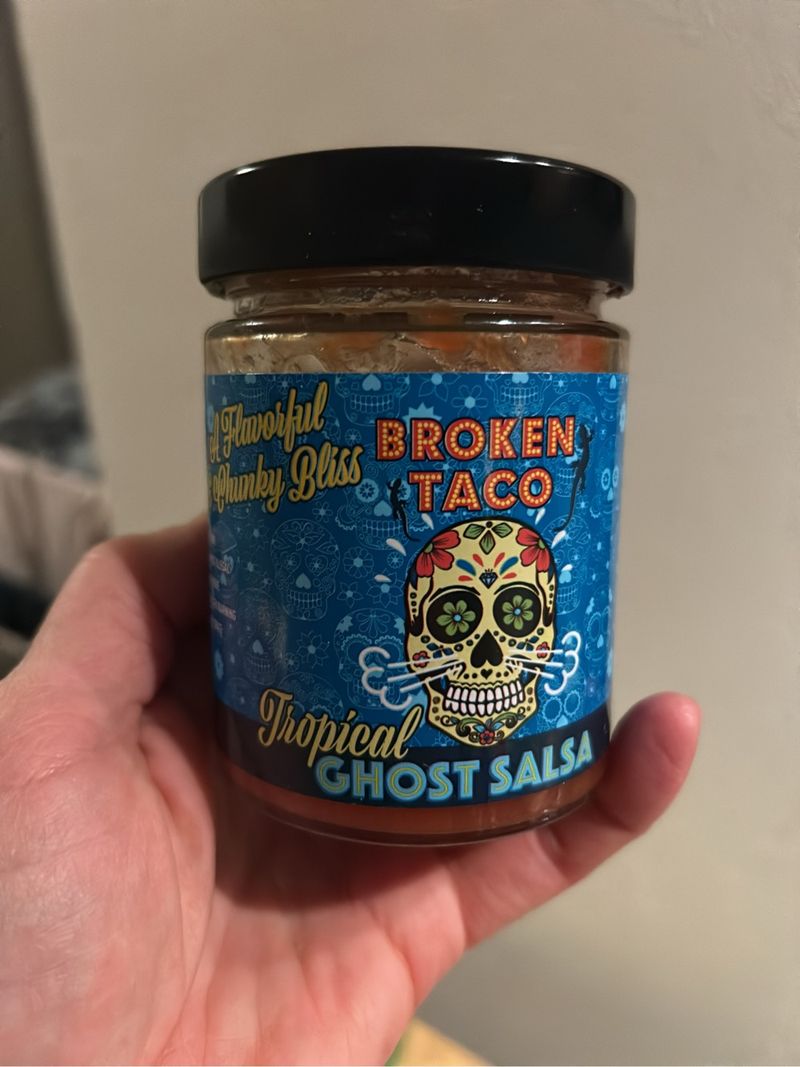 A Flavorful
Chunky Bliss
BROKEN
TACO
Tropical
GHOST SALSA